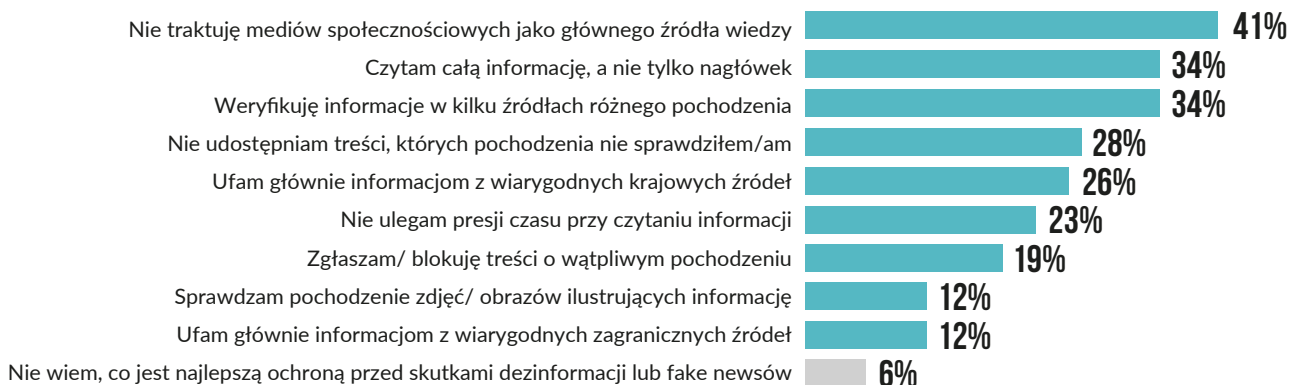 Nie traktuję mediów społecznościowych jako głównego źródła wiedzy 41%
Czytam całą informację, a nie tylko nagłówek 34%
Weryfikuję informacje w kilku źródłach różnego pochodzenia 34%
Nie udostępniam treści, których pochodzenia nie sprawdziłem/am 28%
Ufam głównie informacjom z wiarygodnych krajowych źródeł 26%
Nie ulegam presji czasu przy czytaniu informacji 23%
Zgłaszam/ blokuję treści o wątpliwym pochodzeniu 19%
Sprawdzam pochodzenie zdjęć/ obrazów ilustrujących informację 12%
Ufam głównie informacjom z wiarygodnych zagranicznych źródeł 12%
Nie wiem, co jest najlepszą ochroną przed skutkami dezinformacji lub fake newsów 6%